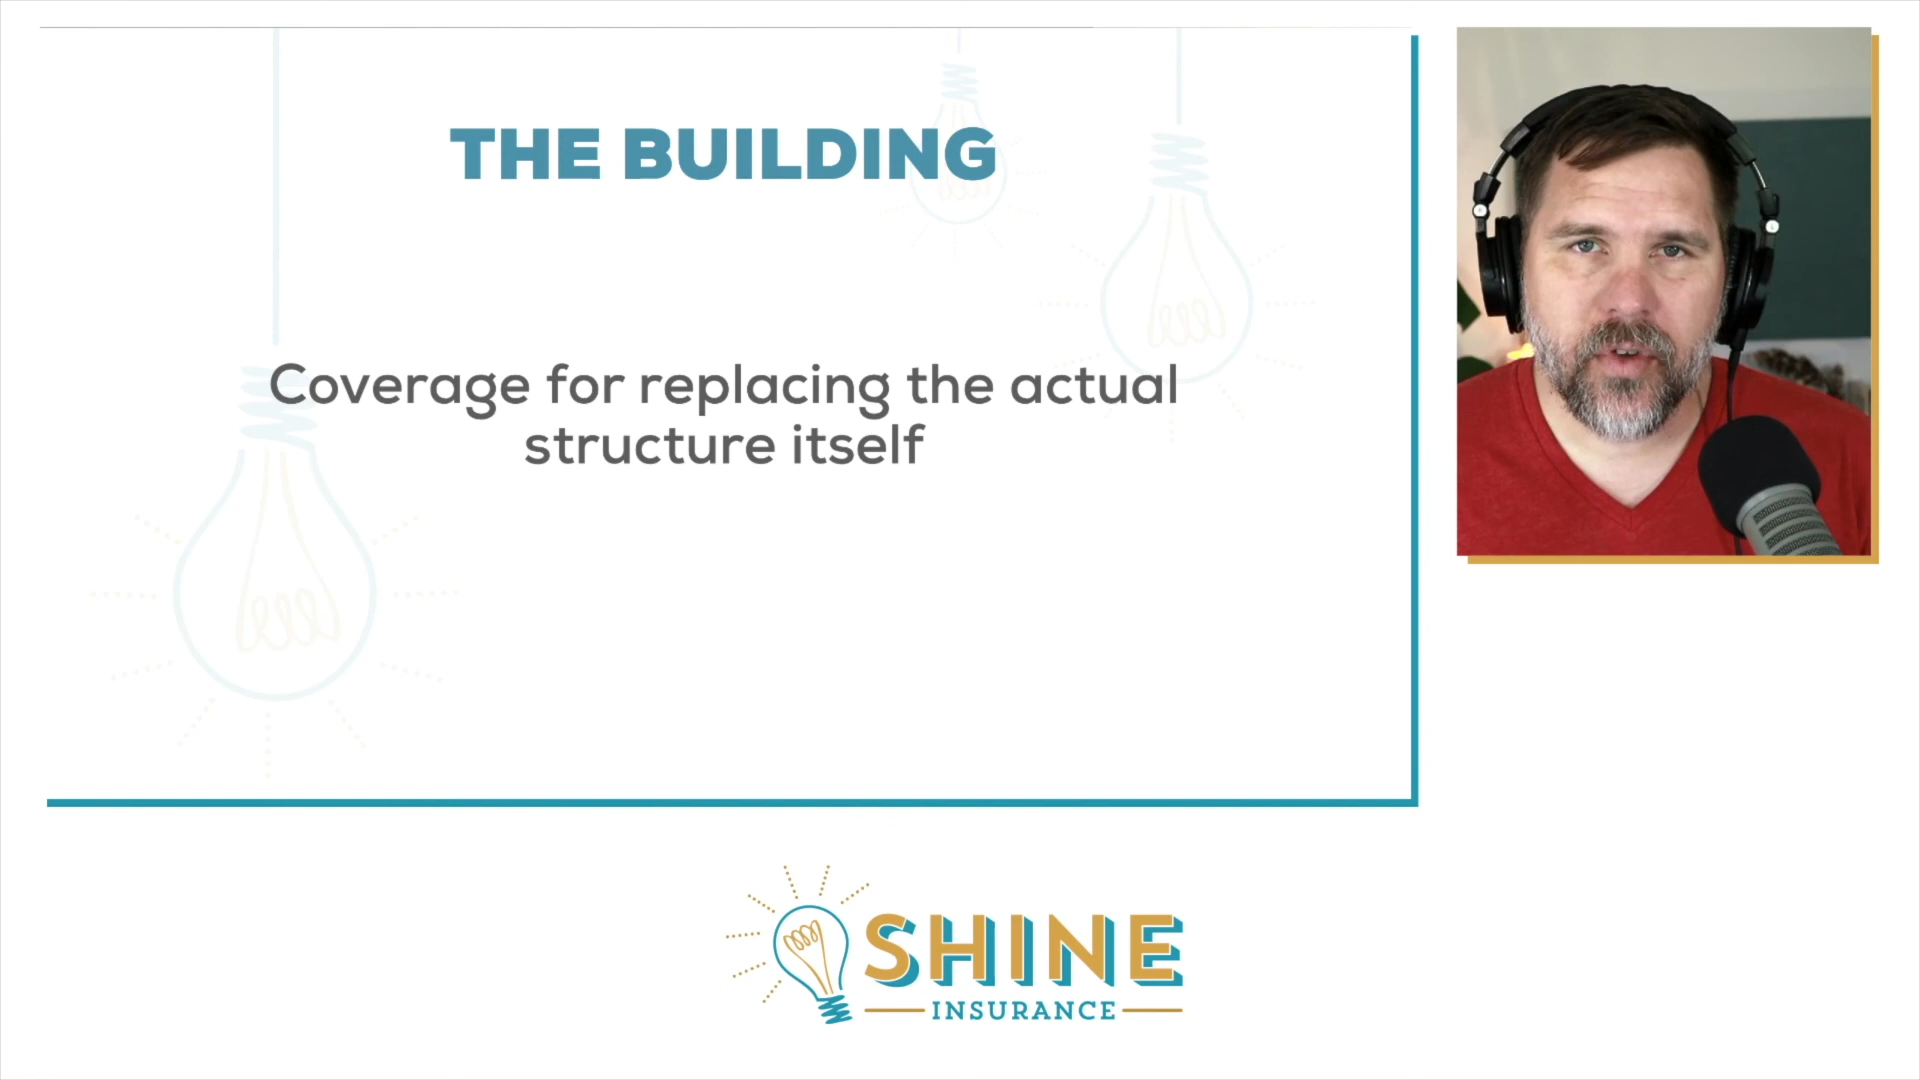 THE BUILDING
Coverage for replacing the actual
structure itself
SHINE
INSURANCE